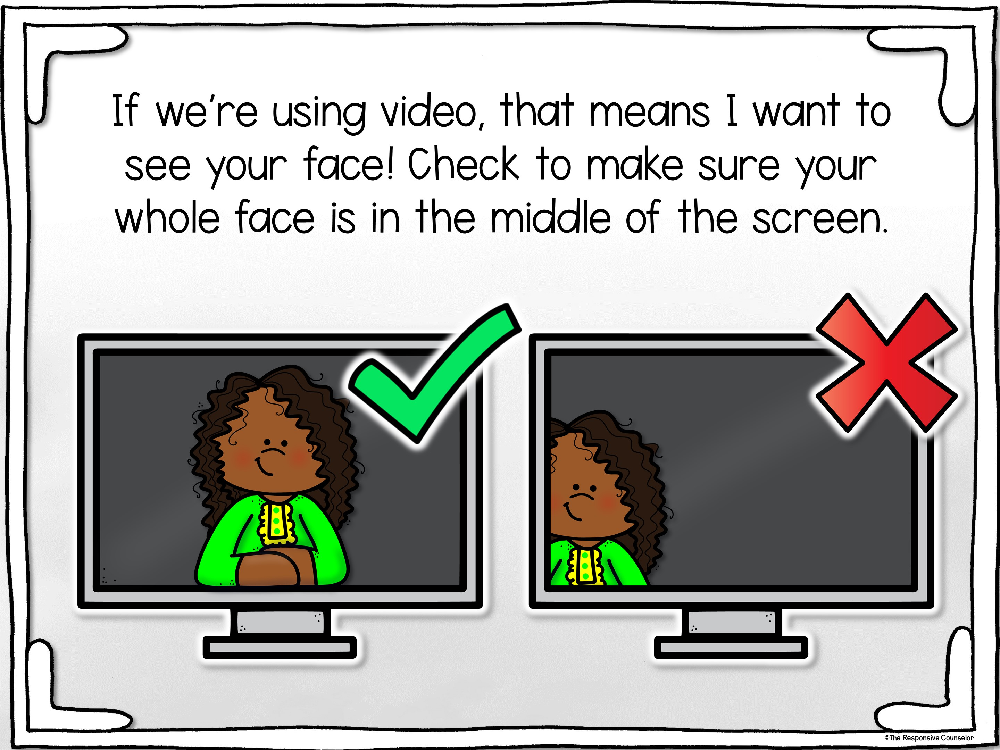 If we're using video, that means I want to
see your face! Check to make sure your
whole face is in the middle of the screen.
©The Responsive Counselor